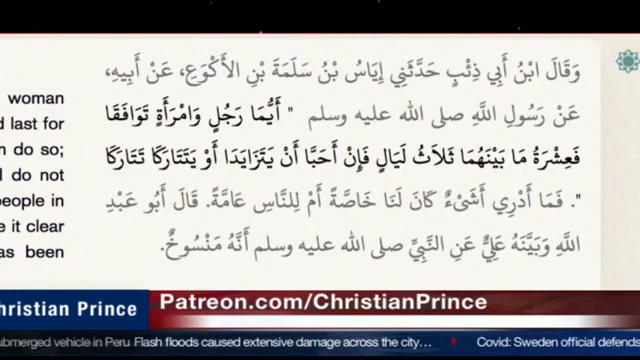 وَقَالَ ابْنُ أَبِي ذِئْبٍ حَدَّثَنِي إِيَاسُ بْنُ سَلَمَةَ بْنِ الأَكْوَعِ، عَنْ أَبِيهِ،
عَنْ رَسُولِ اللَّهِ صلى الله عليه وسلم " أَيُّمَا رَجُلٍ وَامْرَأَةٍ تَوَافَقَا
فَعِشْرَةُ مَا بَيْنَهُمَا ثَلاَثُ لَيَالٍ فَإِنْ أَحَبَّا أَنْ يَتَزَايَدَا أَوْ يَتَتَارَكَا تَتَارَكَا
". فَمَا أَدْرِي أَشَىْءٌ كَانَ لَنَا خَاصَّةً أَمْ لِلنَّاسِ عَامَّةً. قَالَ أَبُو عَبْدِ
اللَّهِ وَبَيَّنَهُ عَلِيٌّ عَنِ النَّبِيِّ صلى الله عليه وسلم أَنَّهُ مَنْسُوخٌ.
woman
last for
do so;
do not
people in
it clear
been
Christian Prince
Patreon.com/ChristianPrince
submerged vehicle in Peru Flash floods caused extensive damage across the city… Covid: Sweden official defends